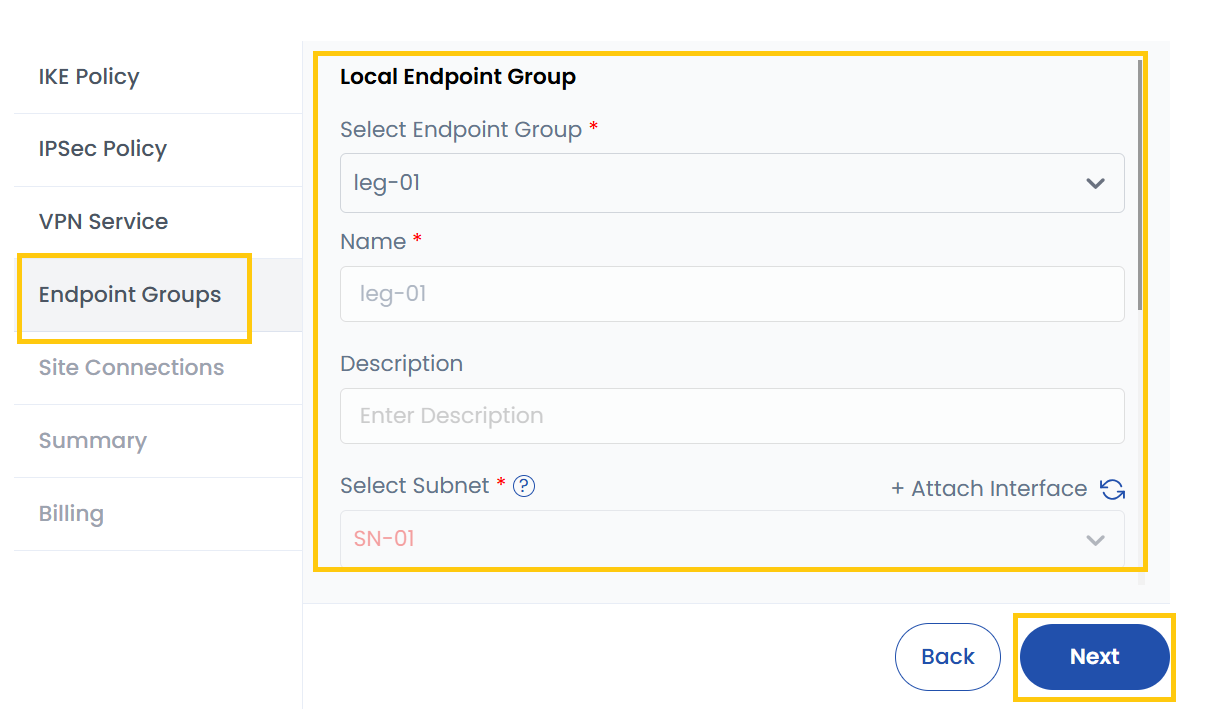 IKE Policy
IPSec Policy
VPN Service
Endpoint Groups
Site Connections
Summary
Billing
Local Endpoint Group
Select Endpoint Group *
leg-01
Name *
leg-01
Description
Enter Description
Select Subnet * ?
+ Attach Interface
SN-01
Back
Next